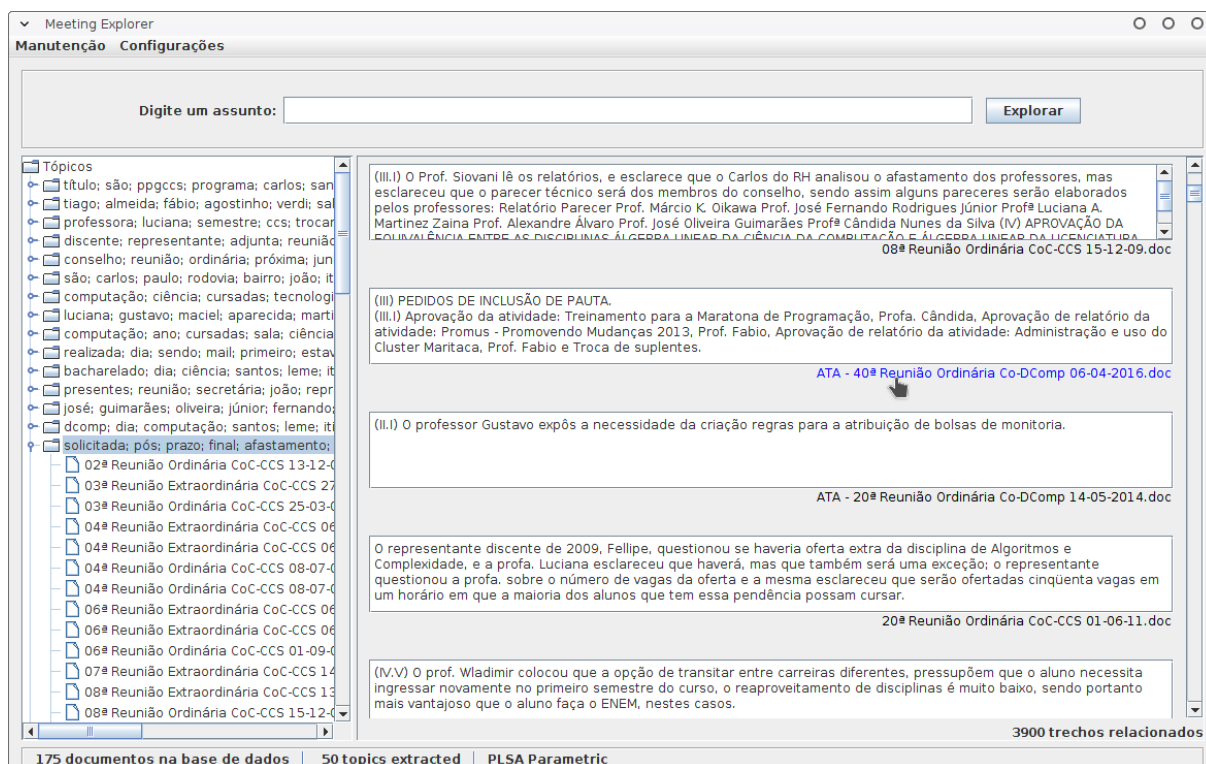 Meeting Explorer
Manutenção Configurações
Digite um assunto:
Explorar
Tópicos
título; são; ppgccs; programa; carlos; san
tiago; almeida; fábio; agostinho; verdi; sal
professora; luciana; semestre; ccs; trocar
discente; representante; adjunta; reunião
conselho; reunião; ordinária; próxima; jun
são; carlos; paulo; rodovia; bairro; joão; it
computação; ciência; cursadas; tecnologi
luciana; gustavo; maciel; aparecida; marti
computação; ano; cursadas; sala; ciência
realizada; dia; sendo; mail; primeiro; estav
bacharelado; dia; ciência; santos; leme; it
presentes; reunião; secretária; joão; repr
josé; guimarães; oliveira; júnior; fernando;
dcomp; dia; computação; santos; leme; iti
solicitada; pós; prazo; final; afastamento;
02ª Reunião Ordinária CoC-CCS 13-12-0
03ª Reunião Extraordinária CoC-CCS 27
03ª Reunião Ordinária CoC-CCS 25-03-0
04ª Reunião Extraordinária CoC-CCS 06
04ª Reunião Extraordinária CoC-CCS 06
04ª Reunião Ordinária CoC-CCS 08-07-0
04ª Reunião Ordinária CoC-CCS 08-07-0
06ª Reunião Extraordinária CoC-CCS 06
06ª Reunião Extraordinária CoC-CCS 06
06ª Reunião Ordinária CoC-CCS 01-09-0
07ª Reunião Extraordinária CoC-CCS 14
08ª Reunião Extraordinária CoC-CCS 13
08ª Reunião Ordinária CoC-CCS 15-12-0
(III.I) O Prof. Siovani lê os relatórios, e esclarece que o Carlos do RH analisou o afastamento dos professores, mas
esclareceu que o parecer técnico será dos membros do conselho, sendo assim alguns pareceres serão elaborados
pelos professores: Relatório Parecer Prof. Márcio K. Oikawa Prof. José Fernando Rodrigues Júnior Profª Luciana A.
Martinez Zaina Prof. Alexandre Álvaro Prof. José Oliveira Guimarães Profª Cândida Nunes da Silva (IV) APROVAÇÃO DA
EQUIVALÊNCIA ENTRE AS DISCIPLINAS ÁLGEBRA LINEAR DA CIÊNCIA DA COMPUTAÇÃO E ÁLGEBRA LINEAR DA LICENCIATURA
08ª Reunião Ordinária CoC-CCS 15-12-09.doc
(III) PEDIDOS DE INCLUSÃO DE PAUTA.
(III.I) Aprovação da atividade: Treinamento para a Maratona de Programação, Profa. Cândida, Aprovação de relatório da
atividade: Promus - Promovendo Mudanças 2013, Prof. Fabio, Aprovação de relatório da atividade: Administração e uso do
Cluster Maritaca, Prof. Fabio e Troca de suplentes.
ATA - 40ª Reunião Ordinária Co-DComp 06-04-2016.doc
(II.I) O professor Gustavo expôs a necessidade da criação regras para a atribuição de bolsas de monitoria.
ATA - 20ª Reunião Ordinária Co-DComp 14-05-2014.doc
O representante discente de 2009, Fellipe, questionou se haveria oferta extra da disciplina de Algoritmos e
Complexidade, e a profa. Luciana esclareceu que haverá, mas que também será uma exceção; o representante
questionou a profa. sobre o número de vagas da oferta e a mesma esclareceu que serão ofertadas cinqüenta vagas em
um horário em que a maioria dos alunos que tem essa pendência possam cursar.
20ª Reunião Ordinária CoC-CCS 01-06-11.doc
(IV.V) O prof. Wladimir colocou que a opção de transitar entre carreiras diferentes, pressupõem que o aluno necessita
ingressar novamente no primeiro semestre do curso, o reaproveitamento de disciplinas é muito baixo, sendo portanto
mais vantajoso que o aluno faça o ENEM, nestes casos.
3900 trechos relacionados
175 documentos na base de dados 50 topics extracted PLSA Parametric